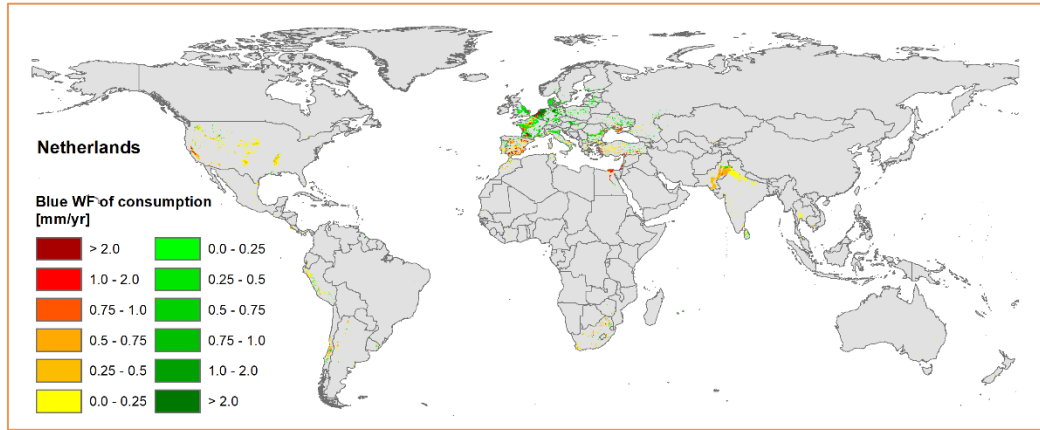 Netherlands
Blue WF of consumption
[mm/yr]
> 2.0 0.0 - 0.25
1.0 - 2.0 0.25 - 0.5
0.75 - 1.0 0.5 - 0.75
0.5 - 0.75 0.75 - 1.0
0.25 - 0.5 1.0 - 2.0
0.0 - 0.25 > 2.0